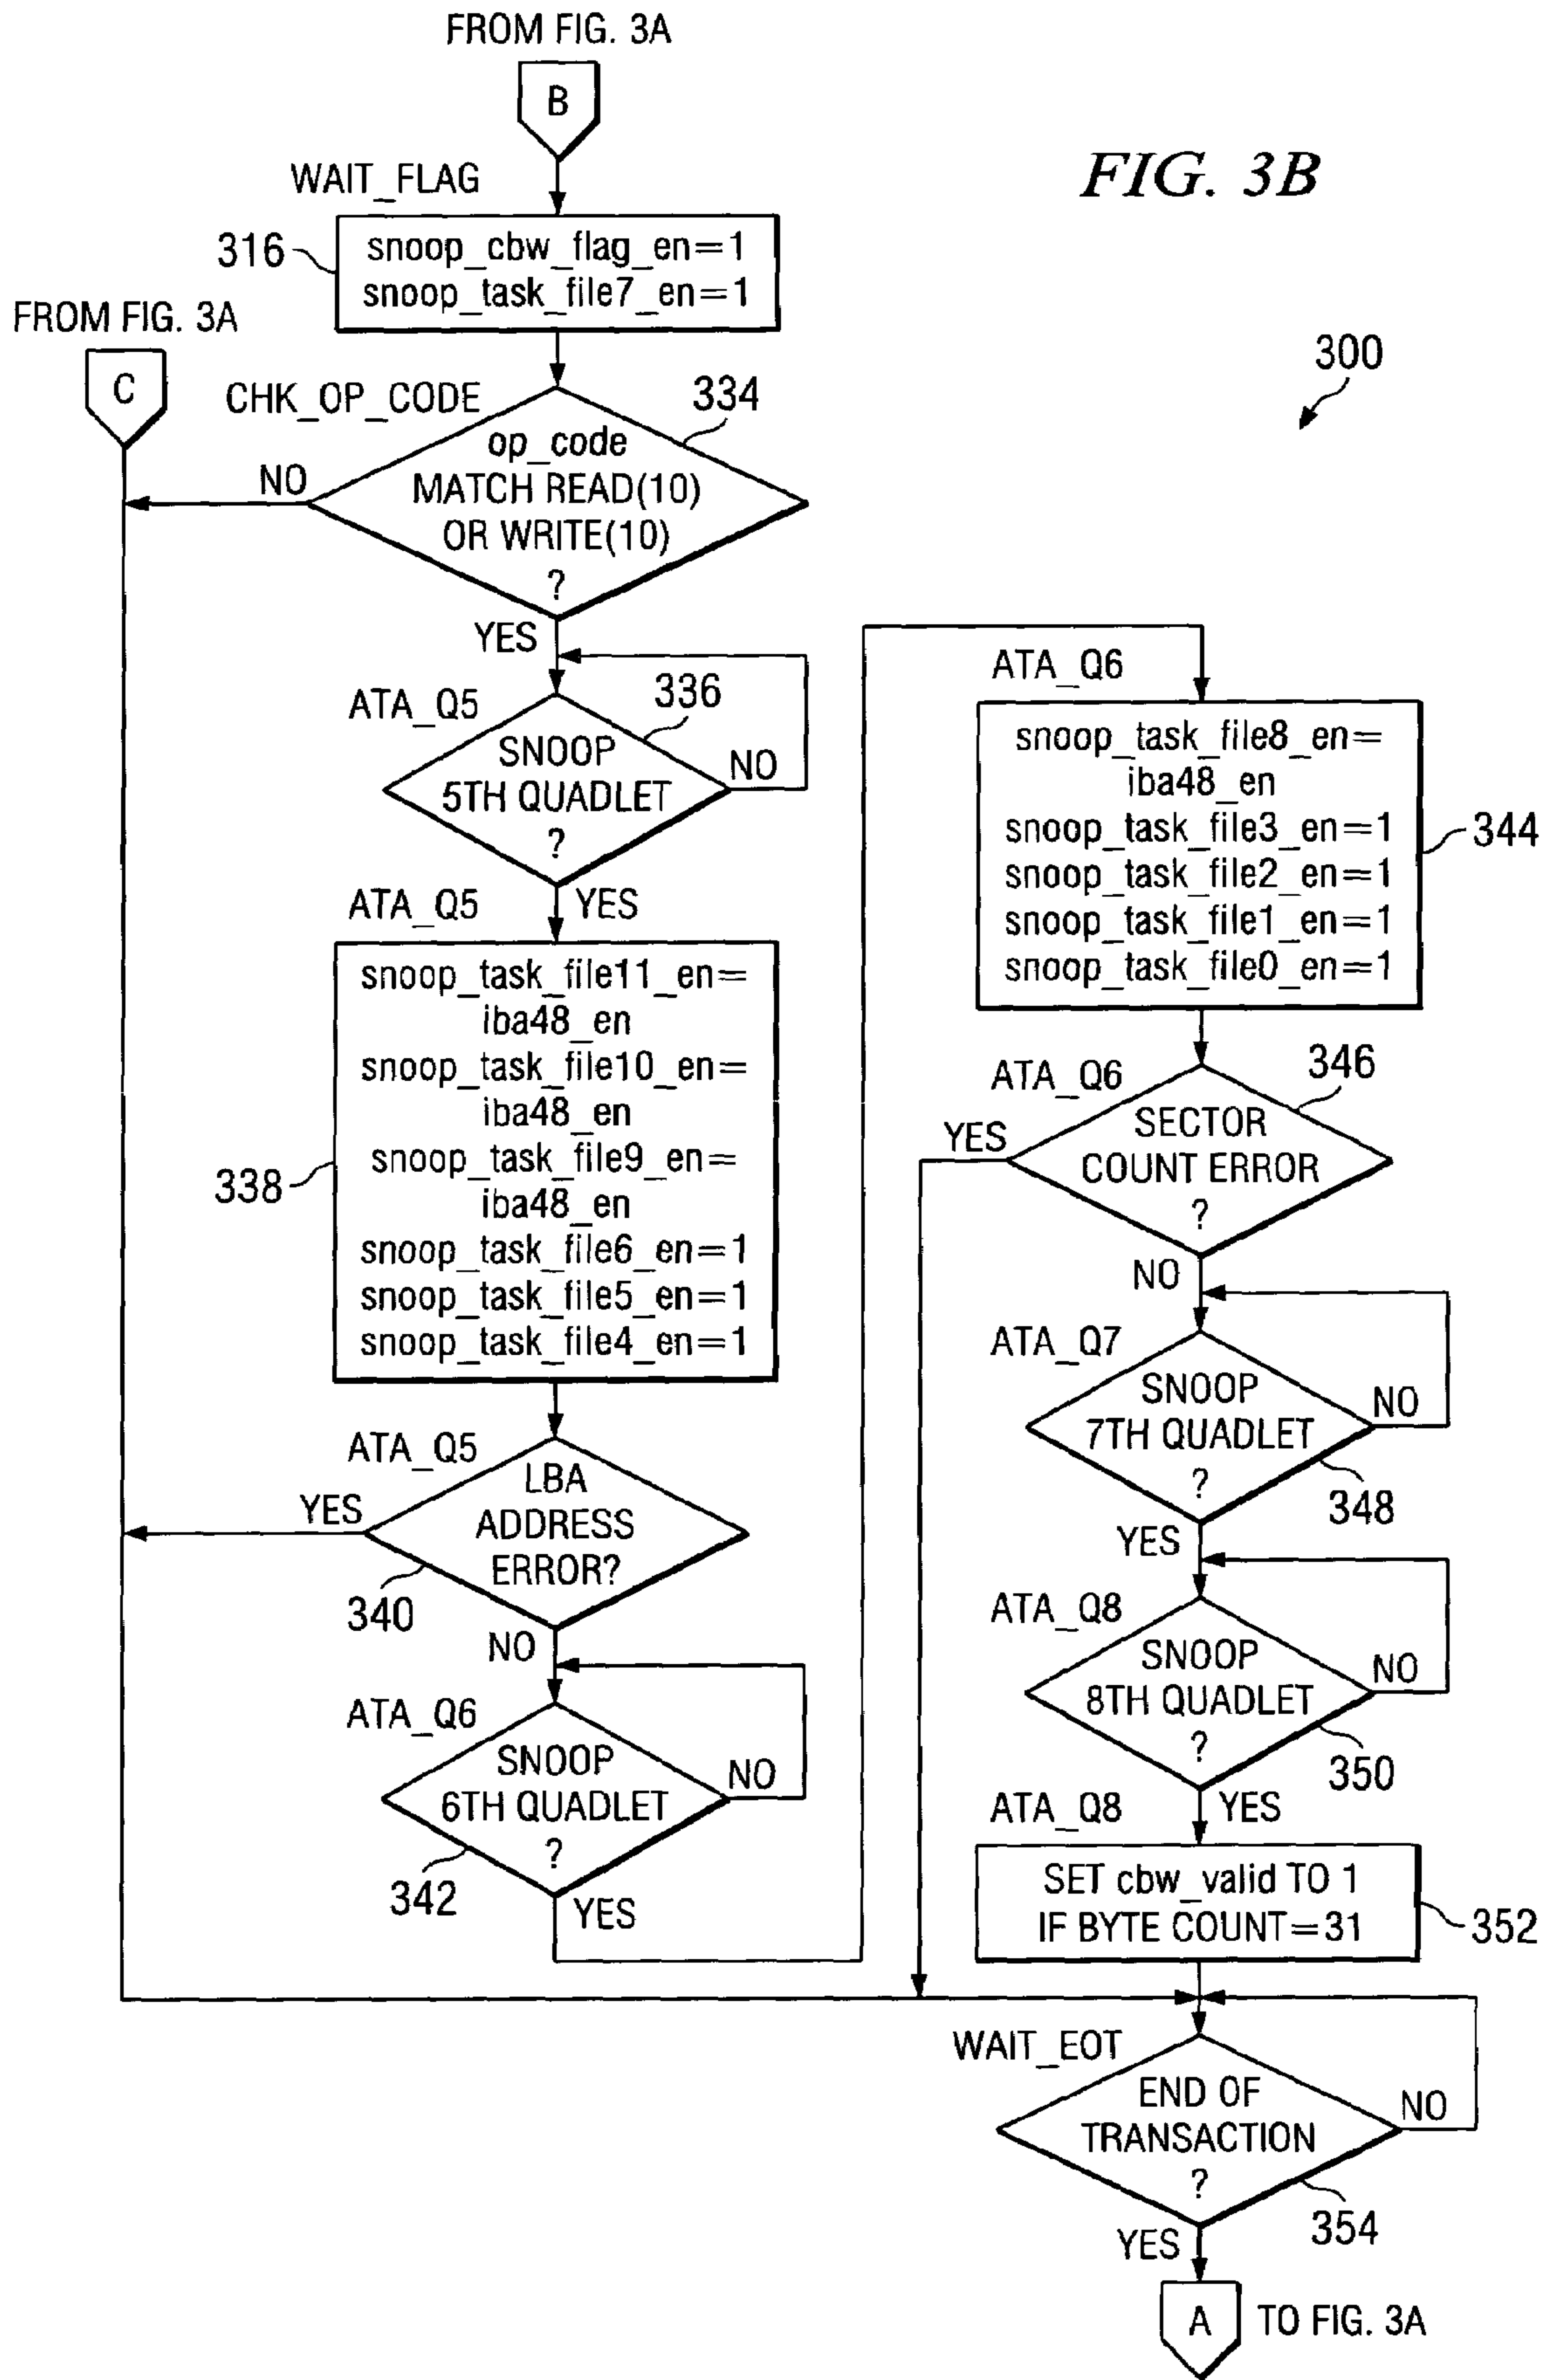 FROM FIG. 3A
B
FIG. 3B
WAIT_FLAG
316
snoop_cbw_flag_en=1
snoop_task_file7_en=1
FROM FIG. 3A
C
300
CHK_OP_CODE
334
op_code
MATCH READ(10)
OR WRITE(10)
?
NO
YES
ATA_Q5
336
SNOOP
5TH QUADLET
?
NO
YES
ATA_Q5
snoop_task_file11_en=
iba48_en
snoop_task_file10_en=
iba48_en
snoop_task_file9_en=
iba48_en
snoop_task_file6_en=1
snoop_task_file5_en=1
snoop_task_file4_en=1
338
ATA_Q5
LBA
ADDRESS
ERROR?
YES
340
NO
ATA_Q6
SNOOP
6TH QUADLET
?
NO
342
YES
ATA_Q6
snoop_task_file8_en=
iba48_en
snoop_task_file3_en=1
snoop_task_file2_en=1
snoop_task_file1_en=1
snoop_task_file0_en=1
344
ATA_Q6
346
SECTOR
COUNT ERROR
?
YES
NO
ATA_Q7
SNOOP
7TH QUADLET
?
NO
348
YES
ATA_Q8
SNOOP
8TH QUADLET
?
NO
350
ATA_Q8
YES
SET cbw_valid TO 1
IF BYTE COUNT=31
352
WAIT_EOT
END OF
TRANSACTION
?
NO
354
YES
A
TO FIG. 3A